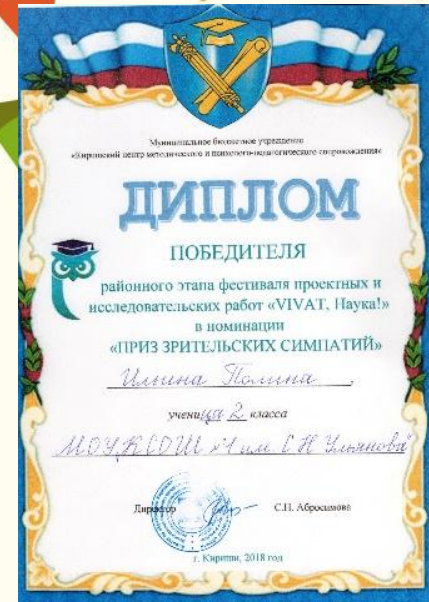 Муниципальное бюджетное учреждение
«Киришский центр методического и психолого-педагогического сопровождения»
ДИПЛОМ
ПОБЕДИТЕЛЯ
районного этапа фестиваля проектных и
исследовательских работ «VIVAT, Наука!»
в номинации
«ПРИЗ ЗРИТЕЛЬСКИХ СИМПАТИЙ»
Ильина Полина ,
ученица 2 класса
МОУ "КСОШ №1 им. С Н Ульянова"
Директор С.Н. Абросимова
г. Кириши, 2018 год